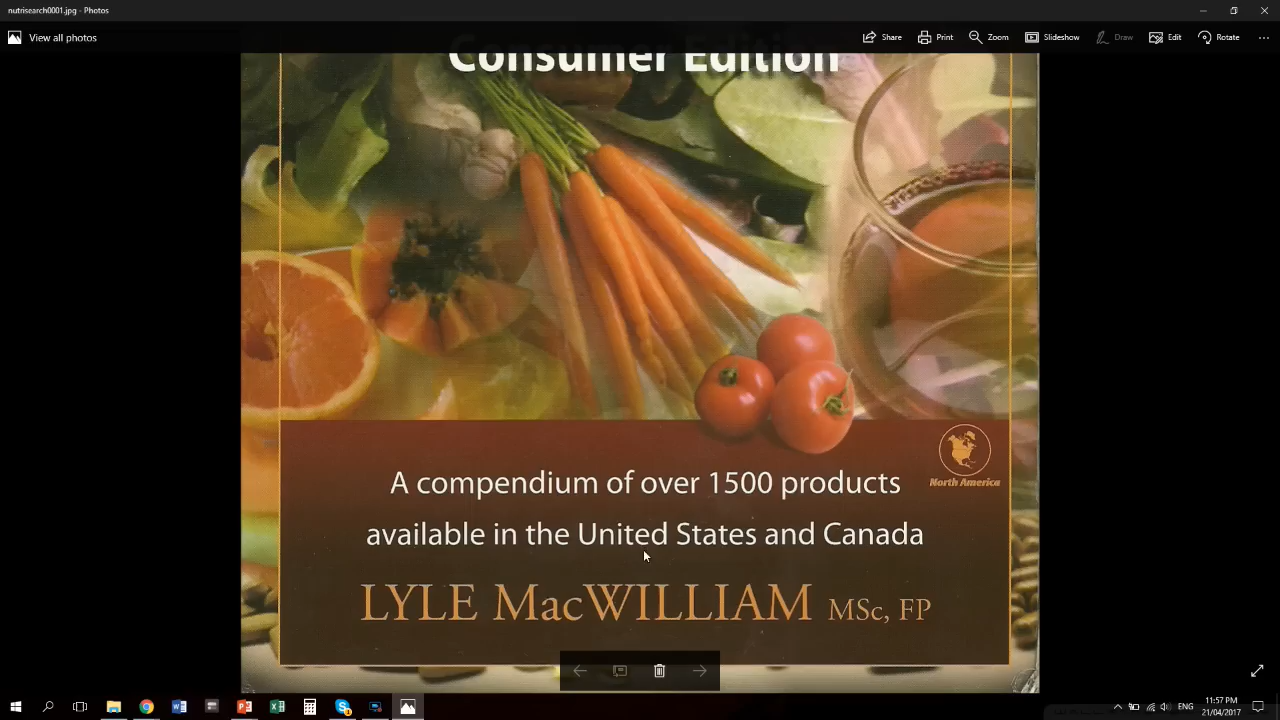 nutrisearch0001.jpg - Photos
View all photos
Share
Print
Zoom
Slideshow
Draw
Edit
Rotate
Consumer Edition
North America
A compendium of over 1500 products
available in the United States and Canada
LYLE MacWILLIAM MSc, FP
ENG
11:57 PM
21/04/2017